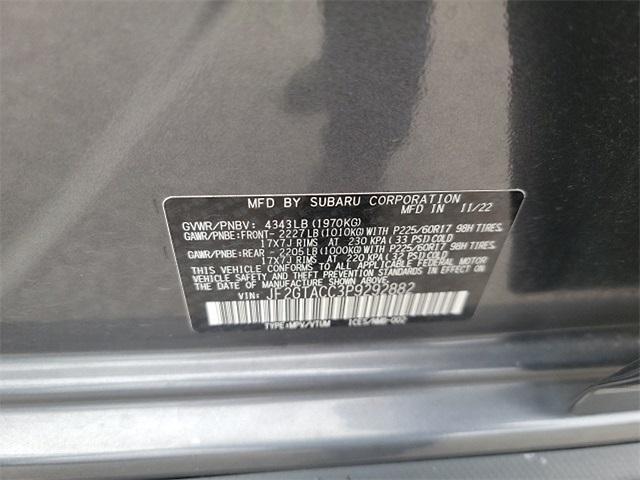 MFD BY SUBARU CORPORATION
MFD IN 11/22
GVWR/PNBV: 4343LB (1970KG)
GAWR/PNBE:FRONT- 2227LB (1010KG) WITH P225/60R17 98H TIRES,
17X7J RIMS AT 230 KPA (33 PSI) COLD
GAWR/PNBE:REAR -2205LB (1000KG) WITH P225/60R17 98H TIRES,
17X7J RIMS AT 220 KPA (32 PSI) COLD
THIS VEHICLE CONFORMS TO ALL APPLICABLE FEDERAL MOTOR
VEHICLE SAFETY, BUMPER, AND THEFT PREVENTION STANDARDS
IN EFFECT ON THE DATE OF MANUFACTURE SHOWN ABOVE.
VIN: JF2GTACC3P9292882
TYPE:MPV/VTUM